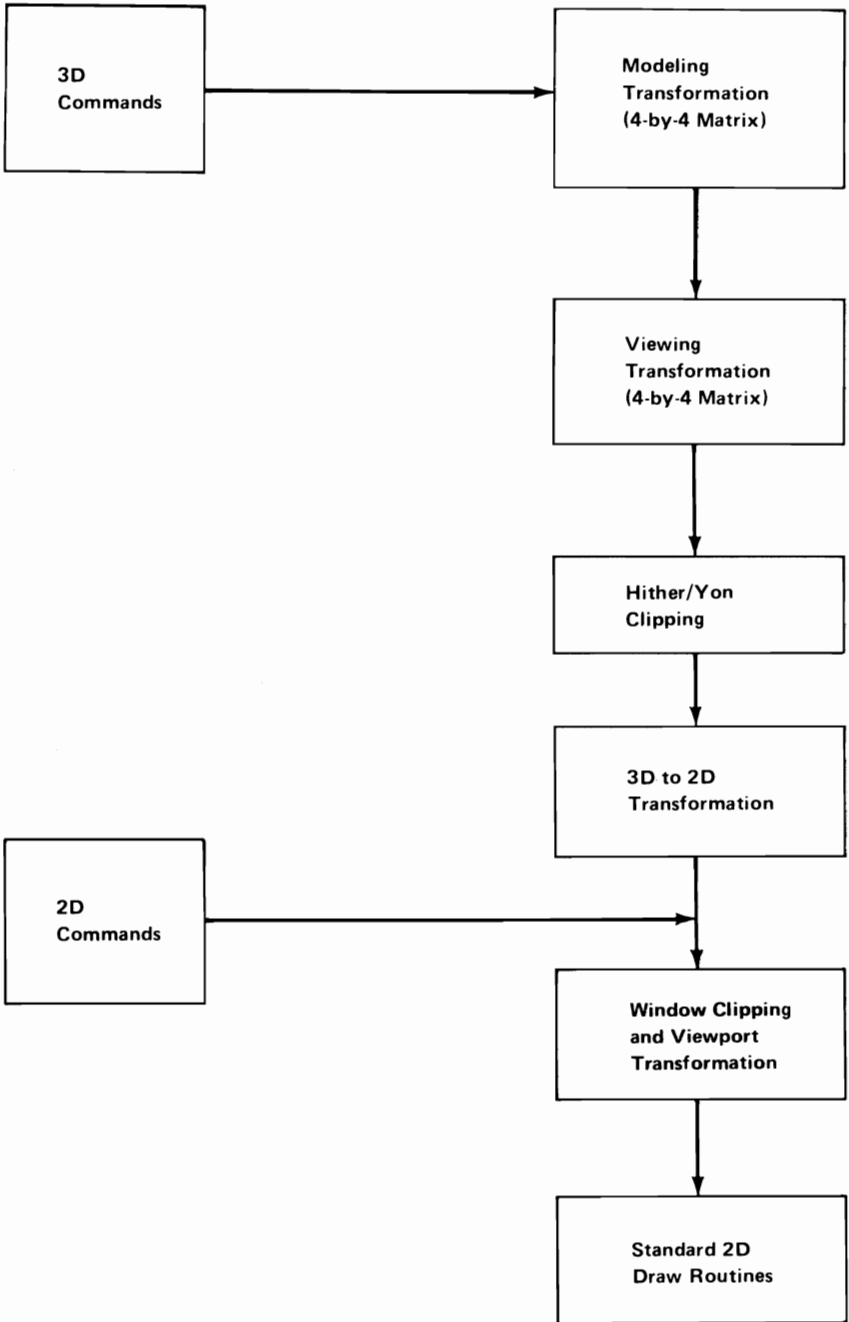 3D
Commands
Modeling
Transformation
(4-by-4 Matrix)
Viewing
Transformation
(4-by-4 Matrix)
Hither/Yon
Clipping
3D to 2D
Transformation
2D
Commands
Window Clipping
and Viewport
Transformation
Standard 2D
Draw Routines